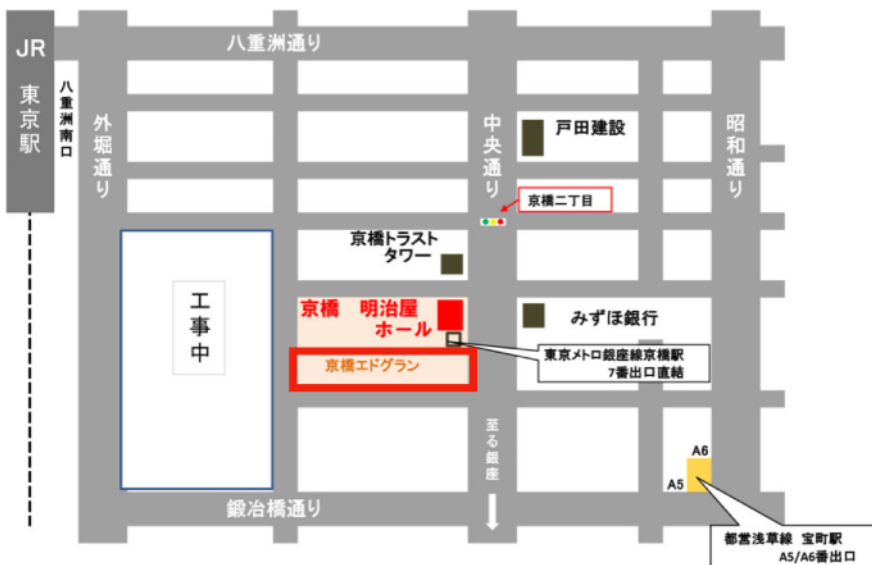 JR
東京駅
八重洲南口
八重洲通り
外堀通り
中央通り
昭和通り
戸田建設
京橋二丁目
京橋トラスト
タワー
工事中
京橋 明治屋
ホール
みずほ銀行
東京メトロ銀座線京橋駅
7番出口直結
京橋エドグラン
至る銀座
A6
A5
鍛冶橋通り
都営浅草線 宝町駅
A5/A6番出口